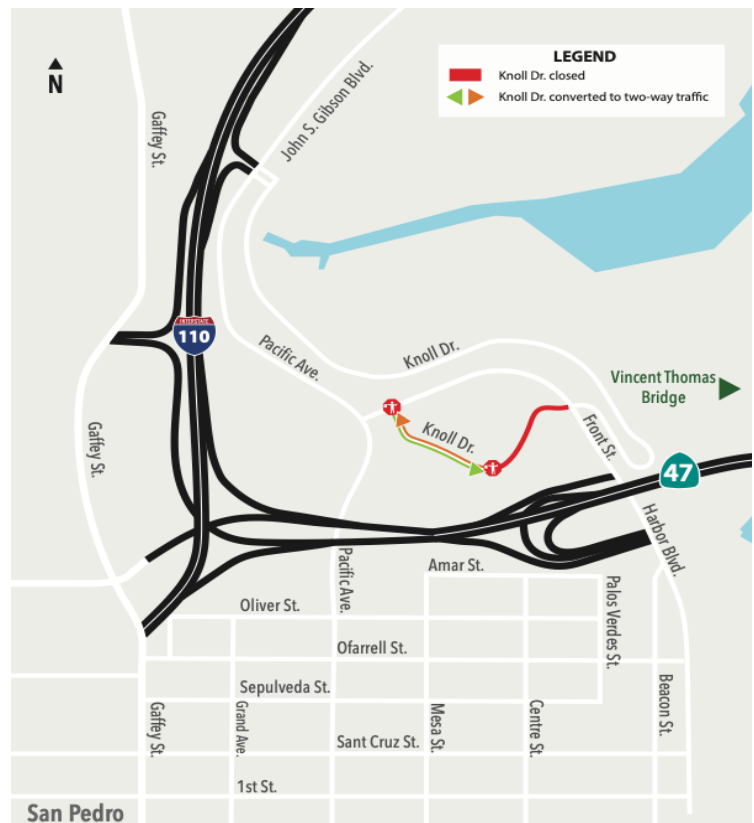 LEGEND
Knoll Dr. closed
Knoll Dr. converted to two-way traffic
N
Gaffey St.
John S. Gibson Blvd.
INTERSTATE
110
Pacific Ave.
Knoll Dr.
Vincent Thomas
Bridge
Gaffey St.
Knoll Dr.
Front St.
47
Harbor Blvd.
Pacific Ave.
Amar St.
Oliver St.
Palos Verdes St.
Ofarrell St.
Sepulveda St.
Gaffey St.
Grand Ave.
Mesa St.
Centre St.
Beacon St.
Sant Cruz St.
1st St.
San Pedro